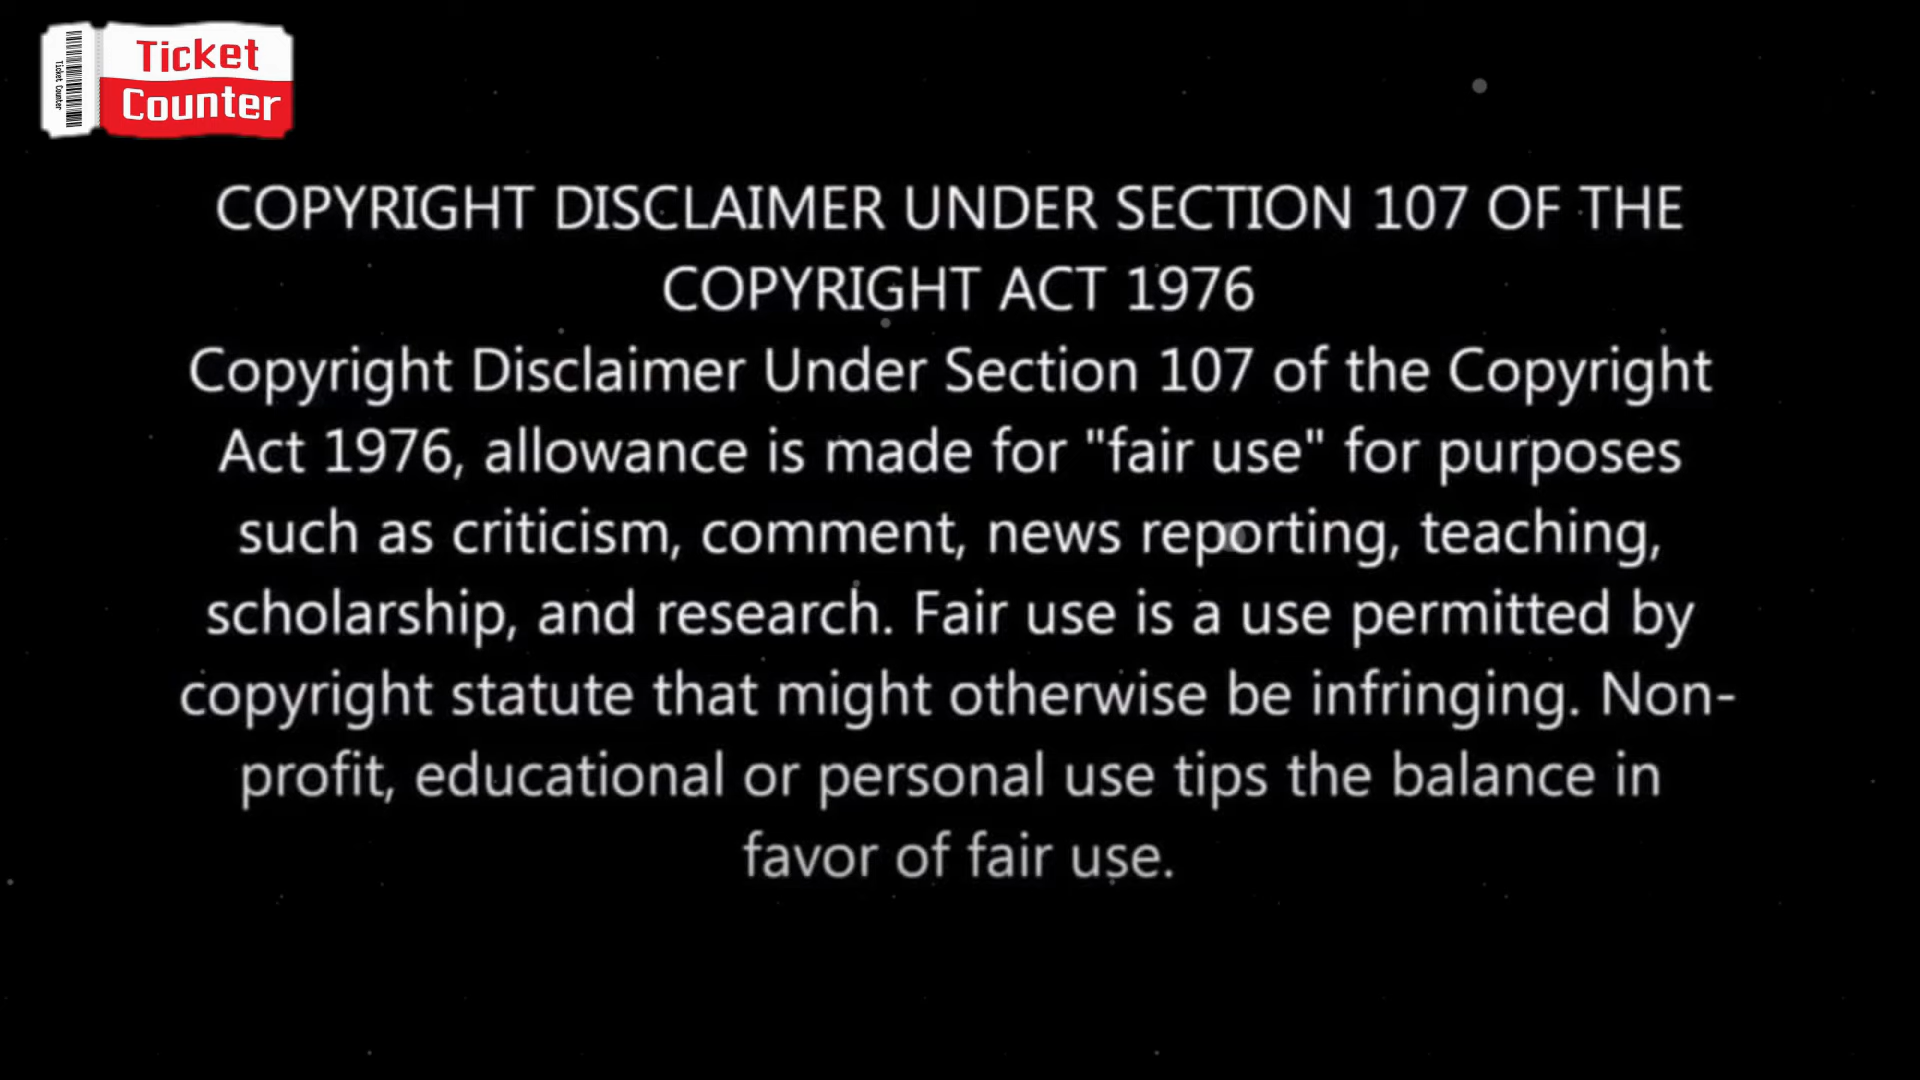 Ticket Counter
Ticket
Counter
COPYRIGHT DISCLAIMER UNDER SECTION 107 OF THE
COPYRIGHT ACT 1976
Copyright Disclaimer Under Section 107 of the Copyright
Act 1976, allowance is made for "fair use" for purposes
such as criticism, comment, news reporting, teaching,
scholarship, and research. Fair use is a use permitted by
copyright statute that might otherwise be infringing. Non-
profit, educational or personal use tips the balance in
favor of fair use.